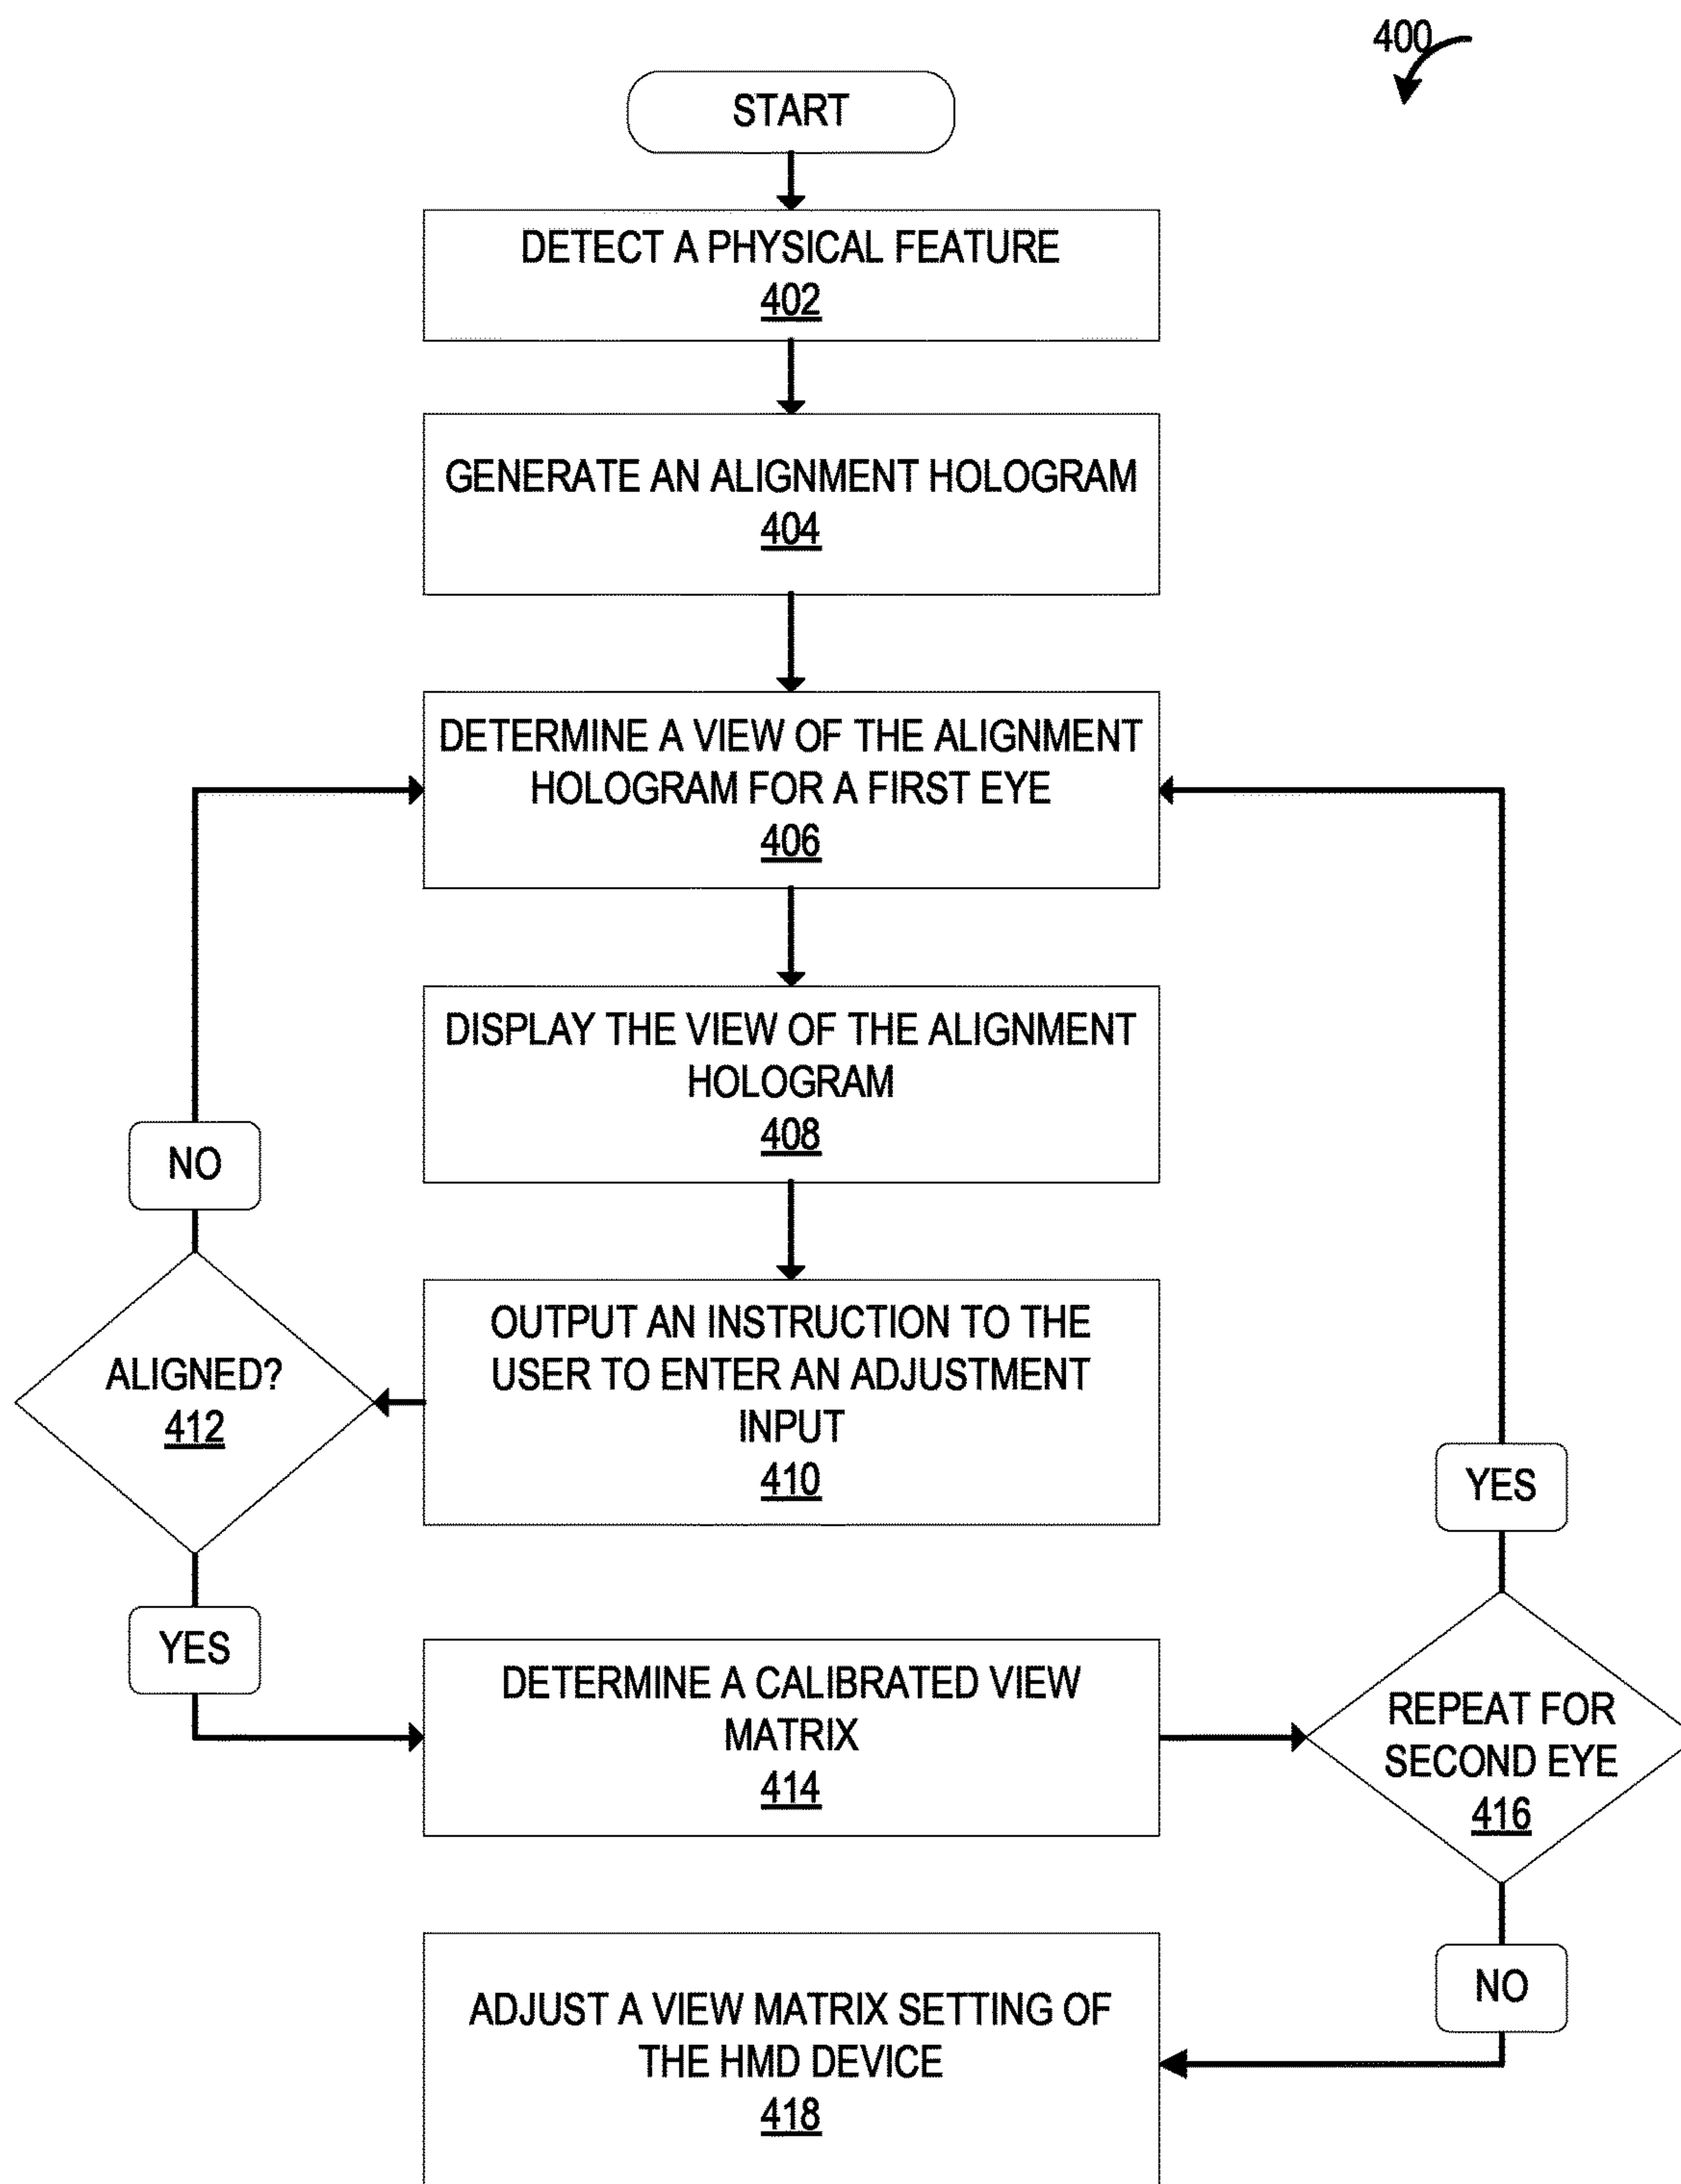 400
START
DETECT A PHYSICAL FEATURE
402
GENERATE AN ALIGNMENT HOLOGRAM
404
DETERMINE A VIEW OF THE ALIGNMENT
HOLOGRAM FOR A FIRST EYE
406
DISPLAY THE VIEW OF THE ALIGNMENT
HOLOGRAM
408
NO
OUTPUT AN INSTRUCTION TO THE
USER TO ENTER AN ADJUSTMENT
INPUT
410
ALIGNED?
412
YES
YES
DETERMINE A CALIBRATED VIEW
MATRIX
414
REPEAT FOR
SECOND EYE
416
NO
ADJUST A VIEW MATRIX SETTING OF
THE HMD DEVICE
418